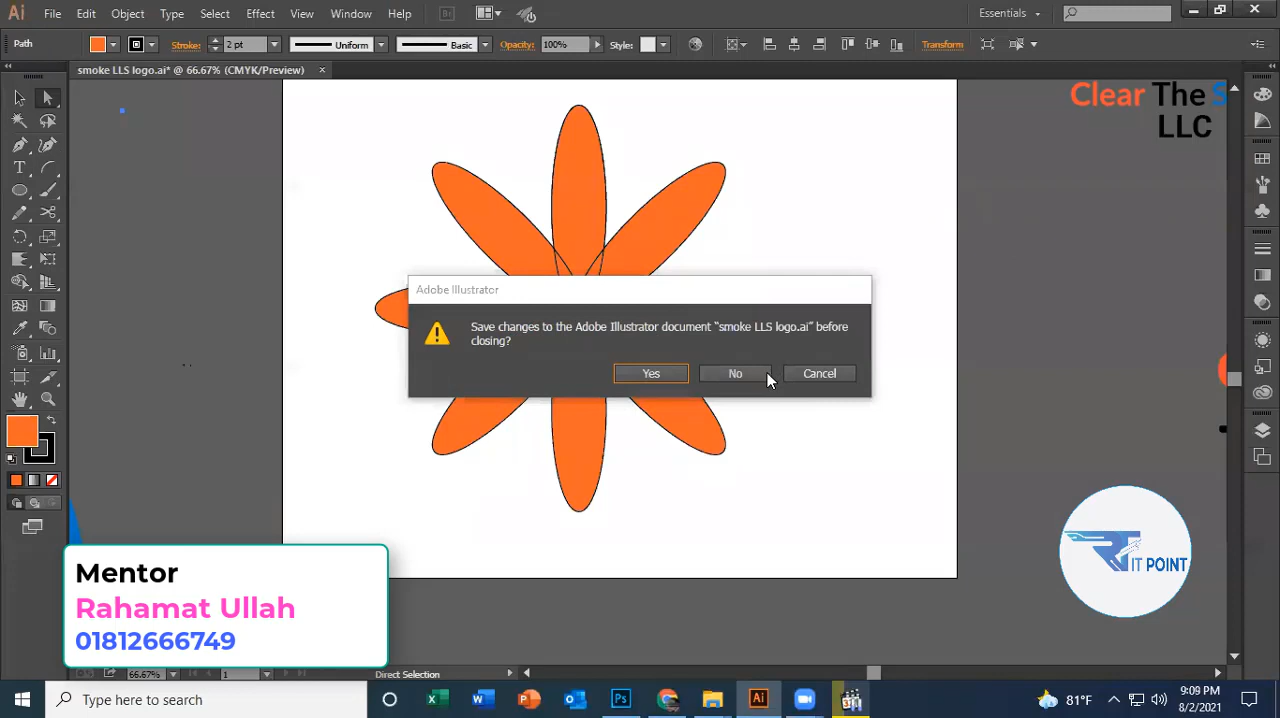 Ai File Edit Object Type Select Effect View Window Help Br Essentials
Path Stroke: 2 pt Uniform Basic Opacity: 100% Style: Transform
smoke LLS logo.ai* @ 66.67% (CMYK/Preview) ×
Clear The S
LLC
Adobe Illustrator
Save changes to the Adobe Illustrator document “smoke LLS logo.ai” before
closing?
Yes No Cancel
IT POINT
Mentor
Rahamat Ullah
01812666749
66.67% 1 Direct Selection
Type here to search 81°F 9:09 PM
8/2/2021